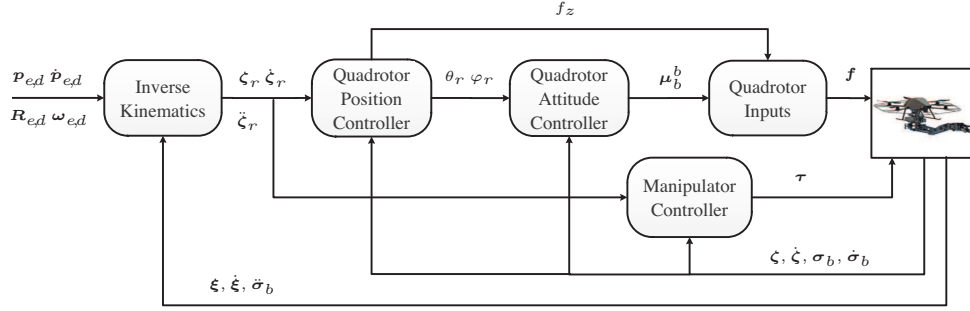 f_z
p_{e,d} ṗ_{e,d}
R_{e,d} ω_{e,d}
Inverse
Kinematics
ζ_r ζ̇_r
ζ̈_r
Quadrotor
Position
Controller
θ_r φ_r
Quadrotor
Attitude
Controller
μ_b^b
Quadrotor
Inputs
f
Manipulator
Controller
τ
ζ, ζ̇, σ_b, σ̇_b
ξ, ξ̇, σ̈_b